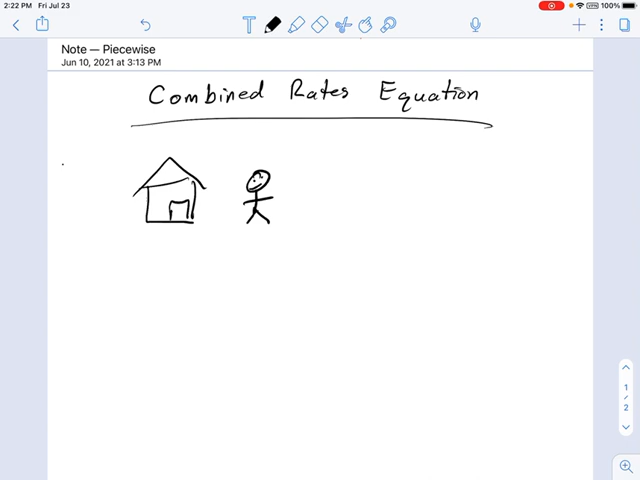 2:22 PM Fri Jul 23
VPN 100%
T
Note — Piecewise
Jun 10, 2021 at 3:13 PM
Combined Rates Equation
1
/
2